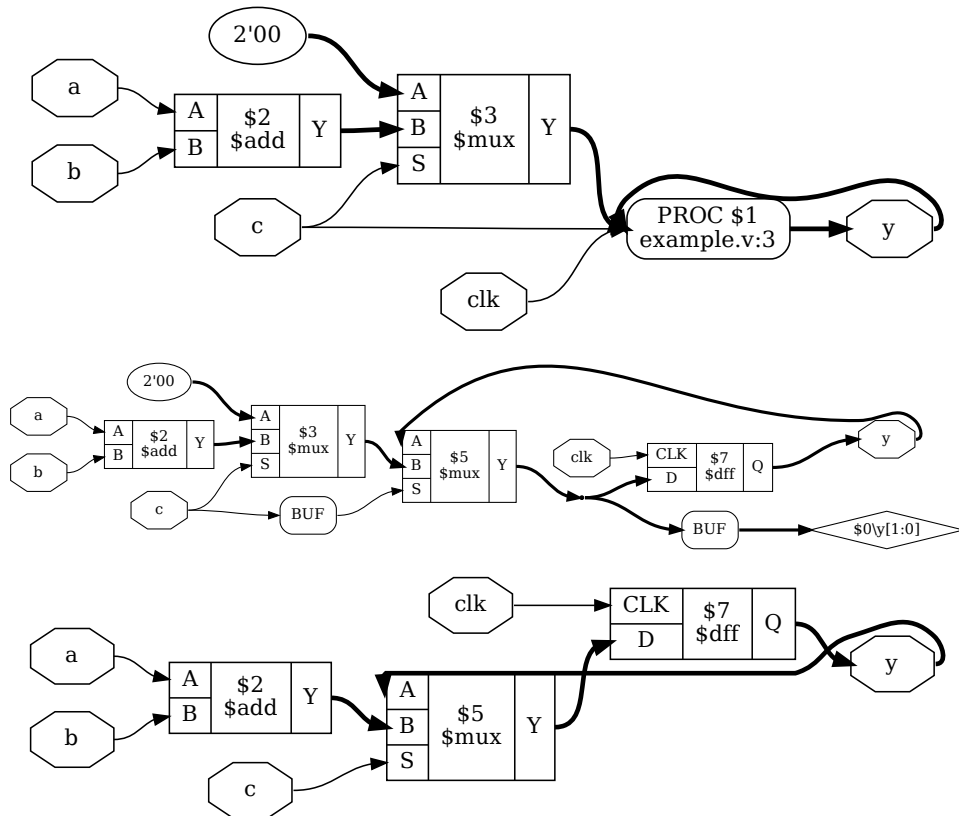 2'00
a
A
$2
$add
Y
B
b
A
$3
$mux
Y
B
S
c
PROC $1
example.v:3
y
clk
2'00
a
A
$2
$add
Y
B
b
A
$3
$mux
Y
B
S
c
BUF
A
$5
$mux
Y
B
S
clk
CLK
$7
$dff
Q
D
y
BUF
$0\y[1:0]
clk
CLK
$7
$dff
Q
D
y
a
A
$2
$add
Y
B
b
A
$5
$mux
Y
B
S
c